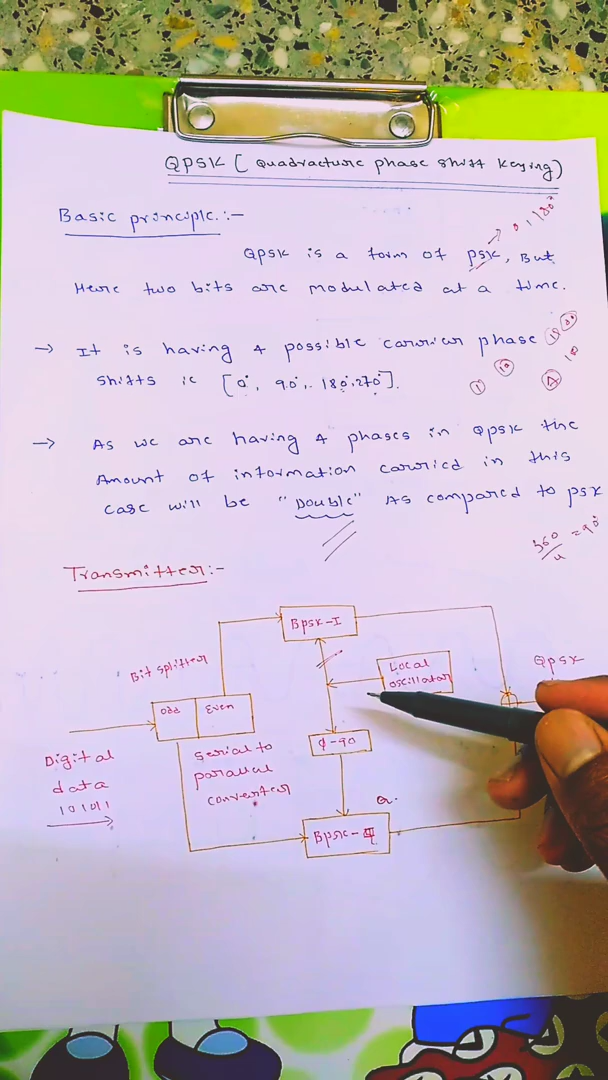 QPSK [ Quadracture phase shift keying)
Basic principle.:-
0, 180°
Qpsk is a form of psk, But
Here two bits are modulated at a time.
→ It is having 4 possible carrier phase
shifts ie [0°, 90°, 180°, 270°].
→ As we are having 4 phases in Qpsk the
Amount of information carried in this
case will be "Double" As compared to psk
360/4 = 90°
Transmitter:-
Bpsk-I
Bit splitter
Local
oscillator
Qpsk
Odd
Even
ϕ-90
Digital
data
101011
Serial to
parallel
converter
Q.
Bpsk-